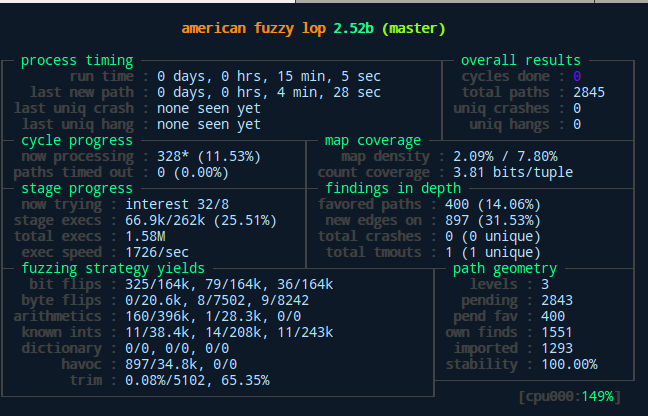 american fuzzy lop 2.52b (master)
process timing overall results
run time : 0 days, 0 hrs, 15 min, 5 sec cycles done : 0
last new path : 0 days, 0 hrs, 4 min, 28 sec total paths : 2845
last uniq crash : none seen yet uniq crashes : 0
last uniq hang : none seen yet uniq hangs : 0
cycle progress map coverage
now processing : 328* (11.53%) map density : 2.09% / 7.80%
paths timed out : 0 (0.00%) count coverage : 3.81 bits/tuple
stage progress findings in depth
now trying : interest 32/8 favored paths : 400 (14.06%)
stage execs : 66.9k/262k (25.51%) new edges on : 897 (31.53%)
total execs : 1.58M total crashes : 0 (0 unique)
exec speed : 1726/sec total tmouts : 1 (1 unique)
fuzzing strategy yields path geometry
bit flips : 325/164k, 79/164k, 36/164k levels : 3
byte flips : 0/20.6k, 8/7502, 9/8242 pending : 2843
arithmetics : 160/396k, 1/28.3k, 0/0 pend fav : 400
known ints : 11/38.4k, 14/208k, 11/243k own finds : 1551
dictionary : 0/0, 0/0, 0/0 imported : 1293
havoc : 897/34.8k, 0/0 stability : 100.00%
trim : 0.08%/5102, 65.35%
[cpu000:149%]